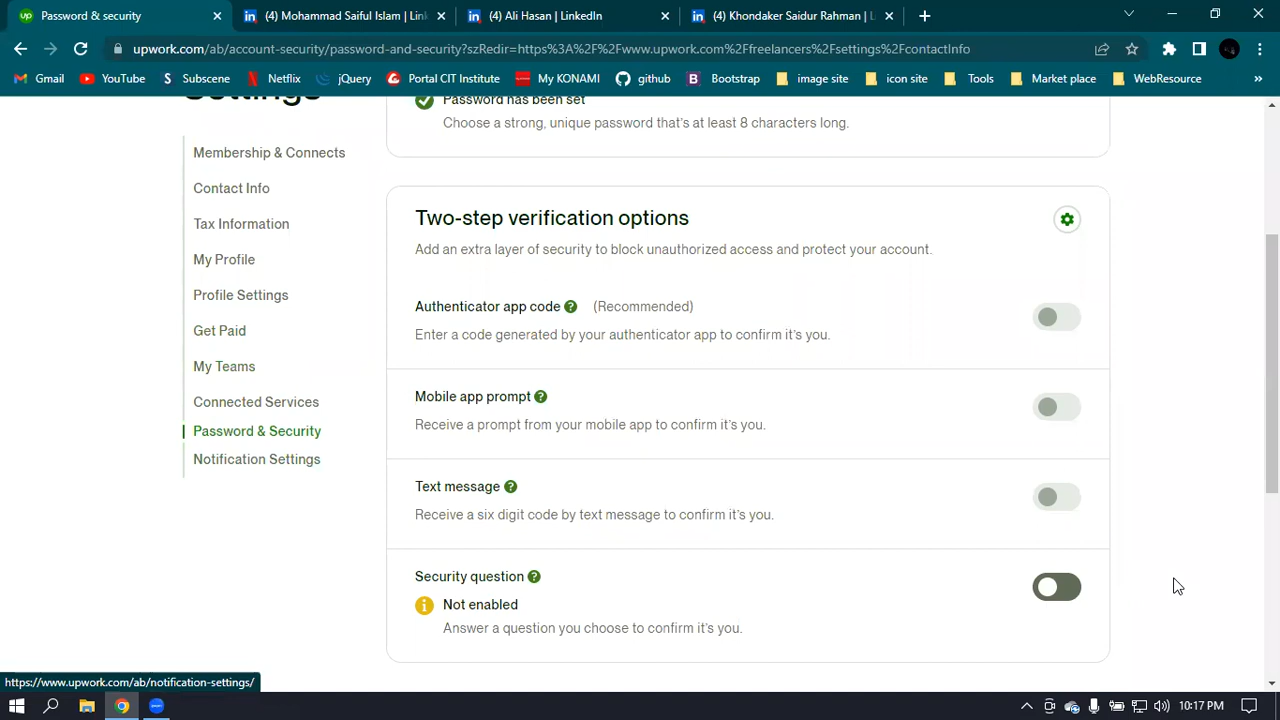 Password & security
(4) Mohammad Saiful Islam | Link
(4) Ali Hasan | LinkedIn
(4) Khondaker Saidur Rahman | L
upwork.com/ab/account-security/password-and-security?szRedir=https%3A%2F%2Fwww.upwork.com%2Ffreelancers%2Fsettings%2FcontactInfo
Gmail
YouTube
Subscene
Netflix
jQuery
Portal CIT Institute
My KONAMI
github
Bootstrap
image site
icon site
Tools
Market place
WebResource
Settings
Membership & Connects
Contact Info
Tax Information
My Profile
Profile Settings
Get Paid
My Teams
Connected Services
Password & Security
Notification Settings
Password has been set
Choose a strong, unique password that's at least 8 characters long.
Two-step verification options
Add an extra layer of security to block unauthorized access and protect your account.
Authenticator app code (Recommended)
Enter a code generated by your authenticator app to confirm it's you.
Mobile app prompt
Receive a prompt from your mobile app to confirm it's you.
Text message
Receive a six digit code by text message to confirm it's you.
Security question
Not enabled
Answer a question you choose to confirm it's you.
https://www.upwork.com/ab/notification-settings/
10:17 PM